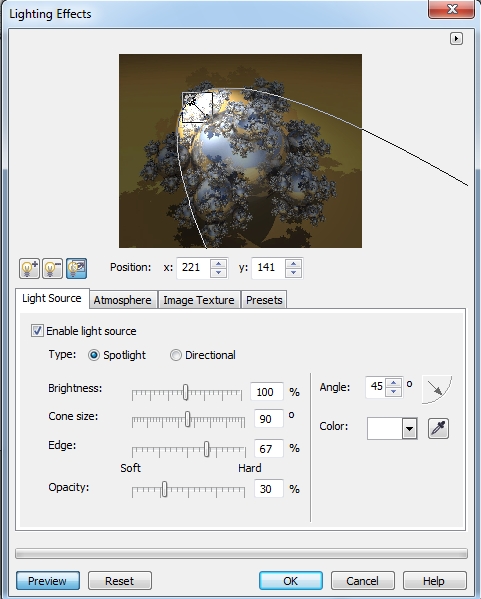 Lighting Effects
Position: x: 221 y: 141
Light Source Atmosphere Image Texture Presets
Enable light source
Type: Spotlight Directional
Brightness: 100 % Angle: 45 o
Cone size: 90 o
Color:
Edge: 67 %
Soft Hard
Opacity: 30 %
Preview Reset OK Cancel Help